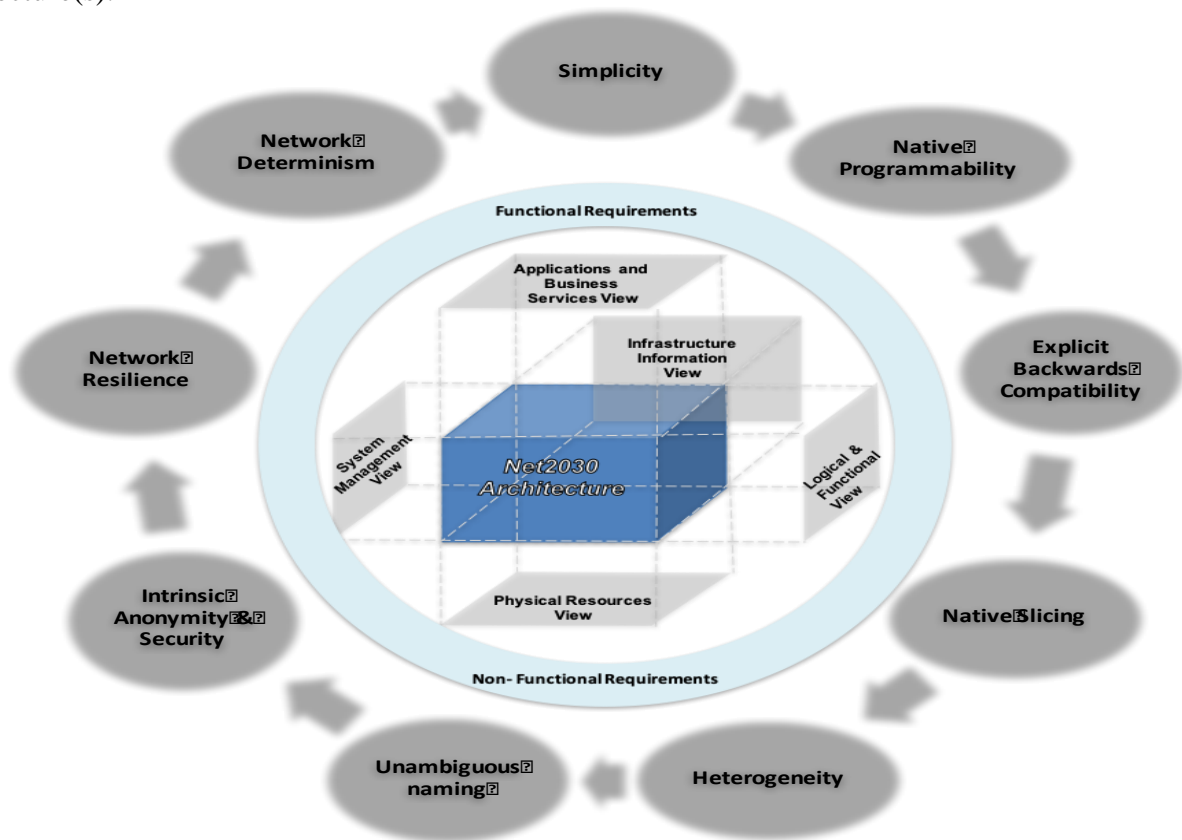 Simplicity
Network
Determinism
Native
Programmability
Functional Requirements
Applications and
Business
Services View
Infrastructure
Information
View
Network
Resilience
Explicit
Backwards
Compatibility
System
Management
View
Net2030
Architecture
Logical &
Functional
View
Intrinsic
Anonymity &
Security
Physical Resources
View
Native Slicing
Non- Functional Requirements
Unambiguous
naming
Heterogeneity